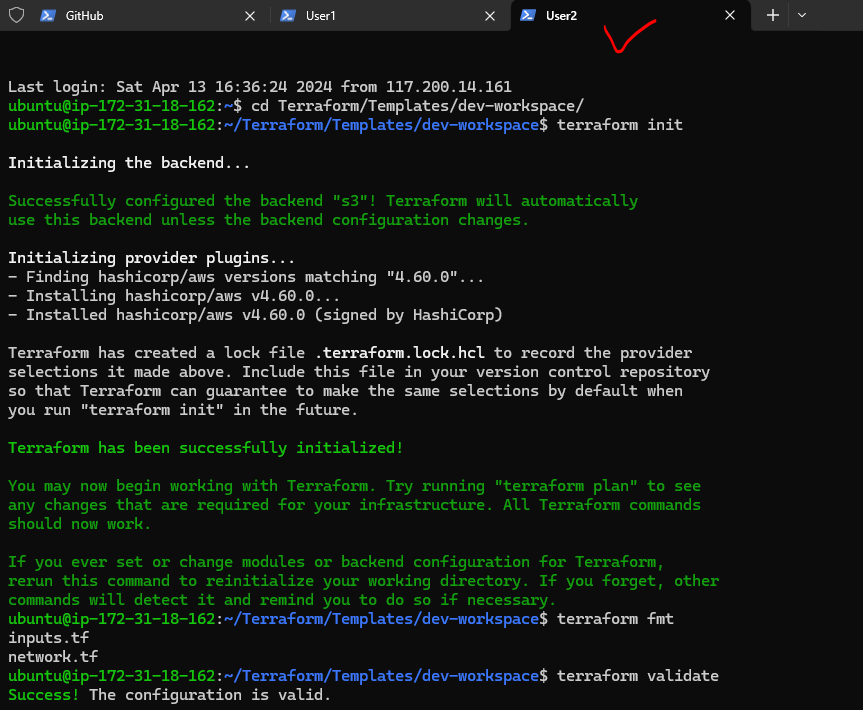 GitHub
User1
User2
Last login: Sat Apr 13 16:36:24 2024 from 117.200.14.161
ubuntu@ip-172-31-18-162:~$ cd Terraform/Templates/dev-workspace/
ubuntu@ip-172-31-18-162:~/Terraform/Templates/dev-workspace$ terraform init
Initializing the backend...
Successfully configured the backend "s3"! Terraform will automatically
use this backend unless the backend configuration changes.
Initializing provider plugins...
- Finding hashicorp/aws versions matching "4.60.0"...
- Installing hashicorp/aws v4.60.0...
- Installed hashicorp/aws v4.60.0 (signed by HashiCorp)
Terraform has created a lock file .terraform.lock.hcl to record the provider
selections it made above. Include this file in your version control repository
so that Terraform can guarantee to make the same selections by default when
you run "terraform init" in the future.
Terraform has been successfully initialized!
You may now begin working with Terraform. Try running "terraform plan" to see
any changes that are required for your infrastructure. All Terraform commands
should now work.
If you ever set or change modules or backend configuration for Terraform,
rerun this command to reinitialize your working directory. If you forget, other
commands will detect it and remind you to do so if necessary.
ubuntu@ip-172-31-18-162:~/Terraform/Templates/dev-workspace$ terraform fmt
inputs.tf
network.tf
ubuntu@ip-172-31-18-162:~/Terraform/Templates/dev-workspace$ terraform validate
Success! The configuration is valid.